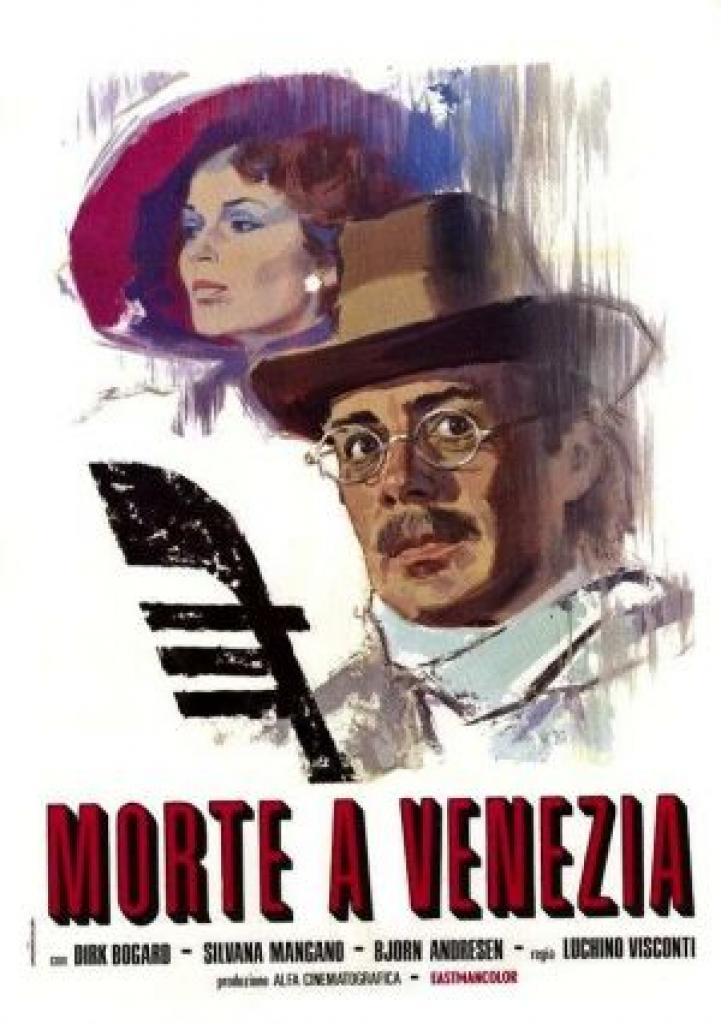 MORTE A VENEZIA
con DIRK BOGARD - SILVANA MANGANO - BJORN ANDRESEN - regia LUCHINO VISCONTI
produzione ALFA CINEMATOGRAFICA - EASTMANCOLOR